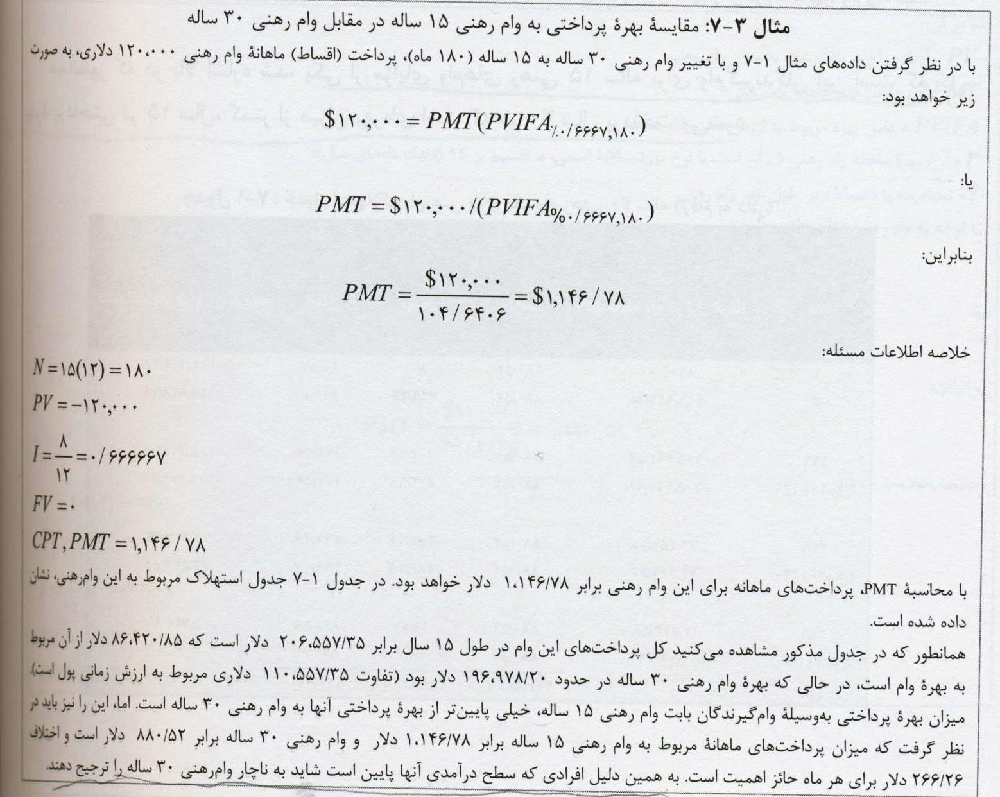 مثال ۳-۷: مقایسهٔ بهرهٔ پرداختی به وام رهنی ۱۵ ساله در مقابل وام رهنی ۳۰ ساله
با در نظر گرفتن داده‌های مثال ۱-۷ و با تغییر وام رهنی ۳۰ ساله به ۱۵ ساله (۱۸۰ ماه)، پرداخت (اقساط) ماهانهٔ وام رهنی ۱۲۰،۰۰۰ دلاری، به صورت
زیر خواهد بود:
$۱۲۰,۰۰۰ = PMT(PVIFA٪۰/۶۶۶۷,۱۸۰)
یا:
PMT = $۱۲۰,۰۰۰/(PVIFA%۰/۶۶۶۷,۱۸۰)
بنابراین:
PMT = $۱۲۰,۰۰۰ / ۱۰۴/۶۴۰۶ = $۱,۱۴۶/۷۸
خلاصه اطلاعات مسئله:
N = ۱۵(۱۲) = ۱۸۰
PV = −۱۲۰,۰۰۰
I = ۸/۱۲ = ۰/۶۶۶۶۶۷
FV = ۰
CPT, PMT = ۱,۱۴۶/۷۸
با محاسبهٔ PMT، پرداخت‌های ماهانه برای این وام رهنی برابر ۱،۱۴۶/۷۸ دلار خواهد بود. در جدول ۱-۷ جدول استهلاک مربوط به این وام‌رهنی، نشان
داده شده است.
همانطور که در جدول مذکور مشاهده می‌کنید کل پرداخت‌های این وام در طول ۱۵ سال برابر ۲۰۶،۵۵۷/۳۵ دلار است که ۸۶،۴۲۰/۸۵ دلار از آن مربوط
به بهرهٔ وام است، در حالی که بهرهٔ وام رهنی ۳۰ ساله در حدود ۱۹۶،۹۷۸/۲۰ دلار بود (تفاوت ۱۱۰،۵۵۷/۳۵ دلاری مربوط به ارزش زمانی پول است).
میزان بهرهٔ پرداختی به‌وسیلهٔ وام‌گیرندگان بابت وام رهنی ۱۵ ساله، خیلی پایین‌تر از بهرهٔ پرداختی آنها به وام رهنی ۳۰ ساله است. اما، این را نیز باید در
نظر گرفت که میزان پرداخت‌های ماهانهٔ مربوط به وام رهنی ۱۵ ساله برابر ۱،۱۴۶/۷۸ دلار و وام رهنی ۳۰ ساله برابر ۸۸۰/۵۲ دلار است و اختلاف
۲۶۶/۲۶ دلار برای هر ماه حائز اهمیت است. به همین دلیل افرادی که سطح درآمدی آنها پایین است شاید به ناچار وام‌رهنی ۳۰ ساله را ترجیح دهند.